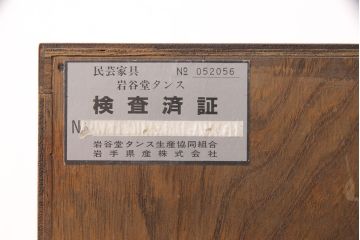 民芸家具 № 052056
岩谷堂タンス
検査済証
N
岩谷堂タンス生産協同組合
岩手県産株式会社